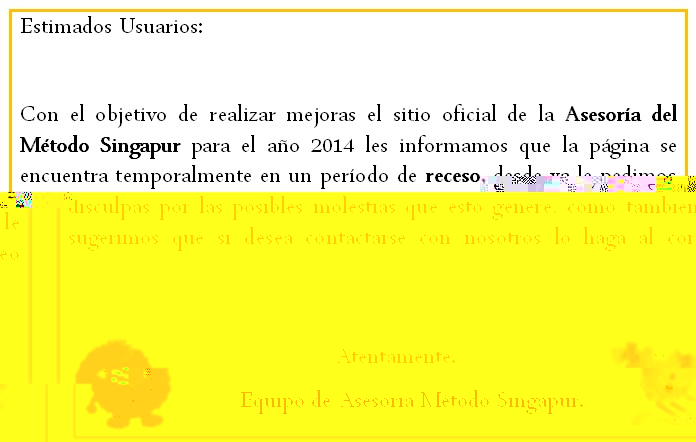 Estimados Usuarios:
Con el objetivo de realizar mejoras el sitio oficial de la Asesoría del
Método Singapur para el año 2014 les informamos que la página se
encuentra temporalmente en un período de receso, desde ya le pedimos
disculpas por las posibles molestias que esto genere, como también
le
sugerimos que si desea contactarse con nosotros lo haga al cor
eo
Atentamente.
Equipo de Asesoría Método Singapur.